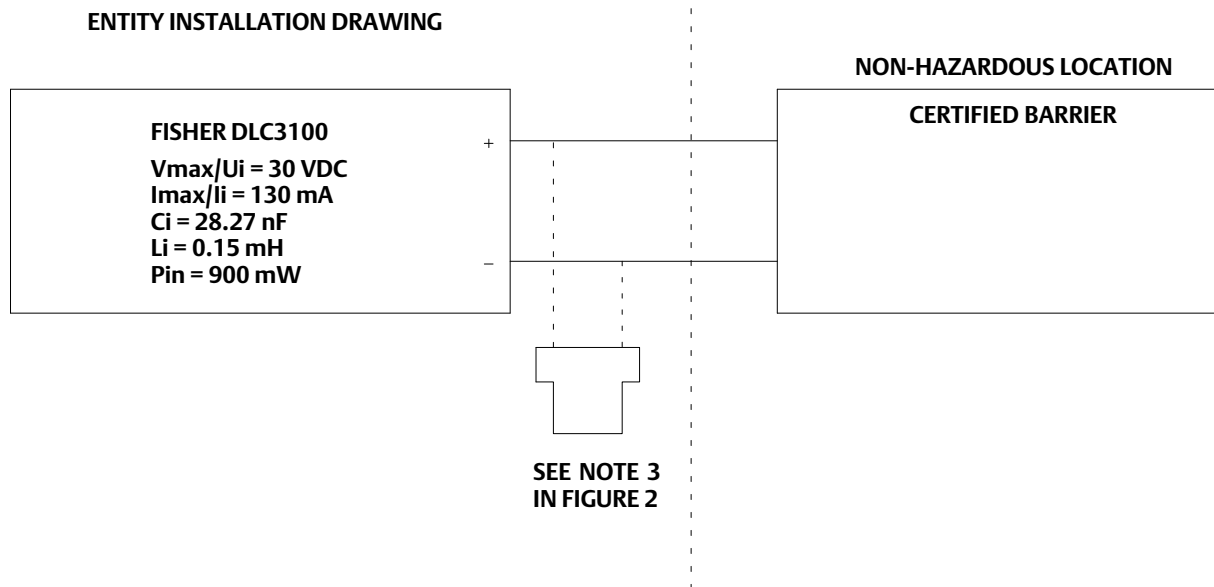 ENTITY INSTALLATION DRAWING
NON-HAZARDOUS LOCATION
FISHER DLC3100
Vmax/Ui = 30 VDC
Imax/Ii = 130 mA
Ci = 28.27 nF
Li = 0.15 mH
Pin = 900 mW
+
−
CERTIFIED BARRIER
SEE NOTE 3
IN FIGURE 2